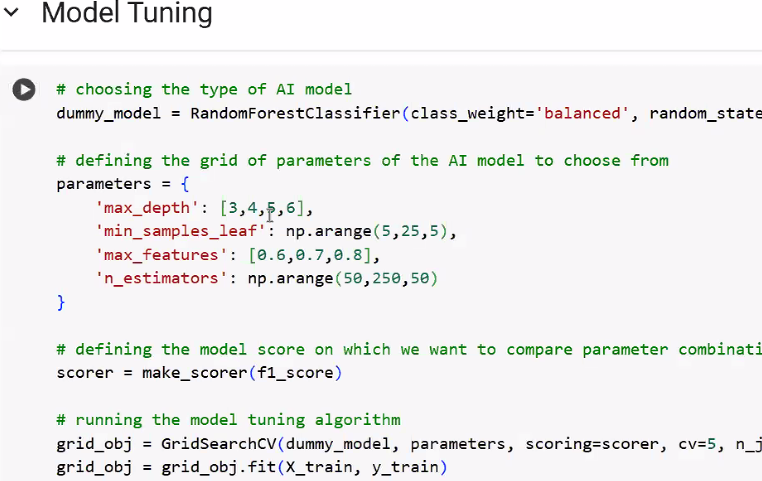 Model Tuning
# choosing the type of AI model
dummy_model = RandomForestClassifier(class_weight='balanced', random_state
# defining the grid of parameters of the AI model to choose from
parameters = {
'max_depth': [3,4,5,6],
'min_samples_leaf': np.arange(5,25,5),
'max_features': [0.6,0.7,0.8],
'n_estimators': np.arange(50,250,50)
}
# defining the model score on which we want to compare parameter combinati
scorer = make_scorer(f1_score)
# running the model tuning algorithm
grid_obj = GridSearchCV(dummy_model, parameters, scoring=scorer, cv=5, n_j
grid_obj = grid_obj.fit(X_train, y_train)